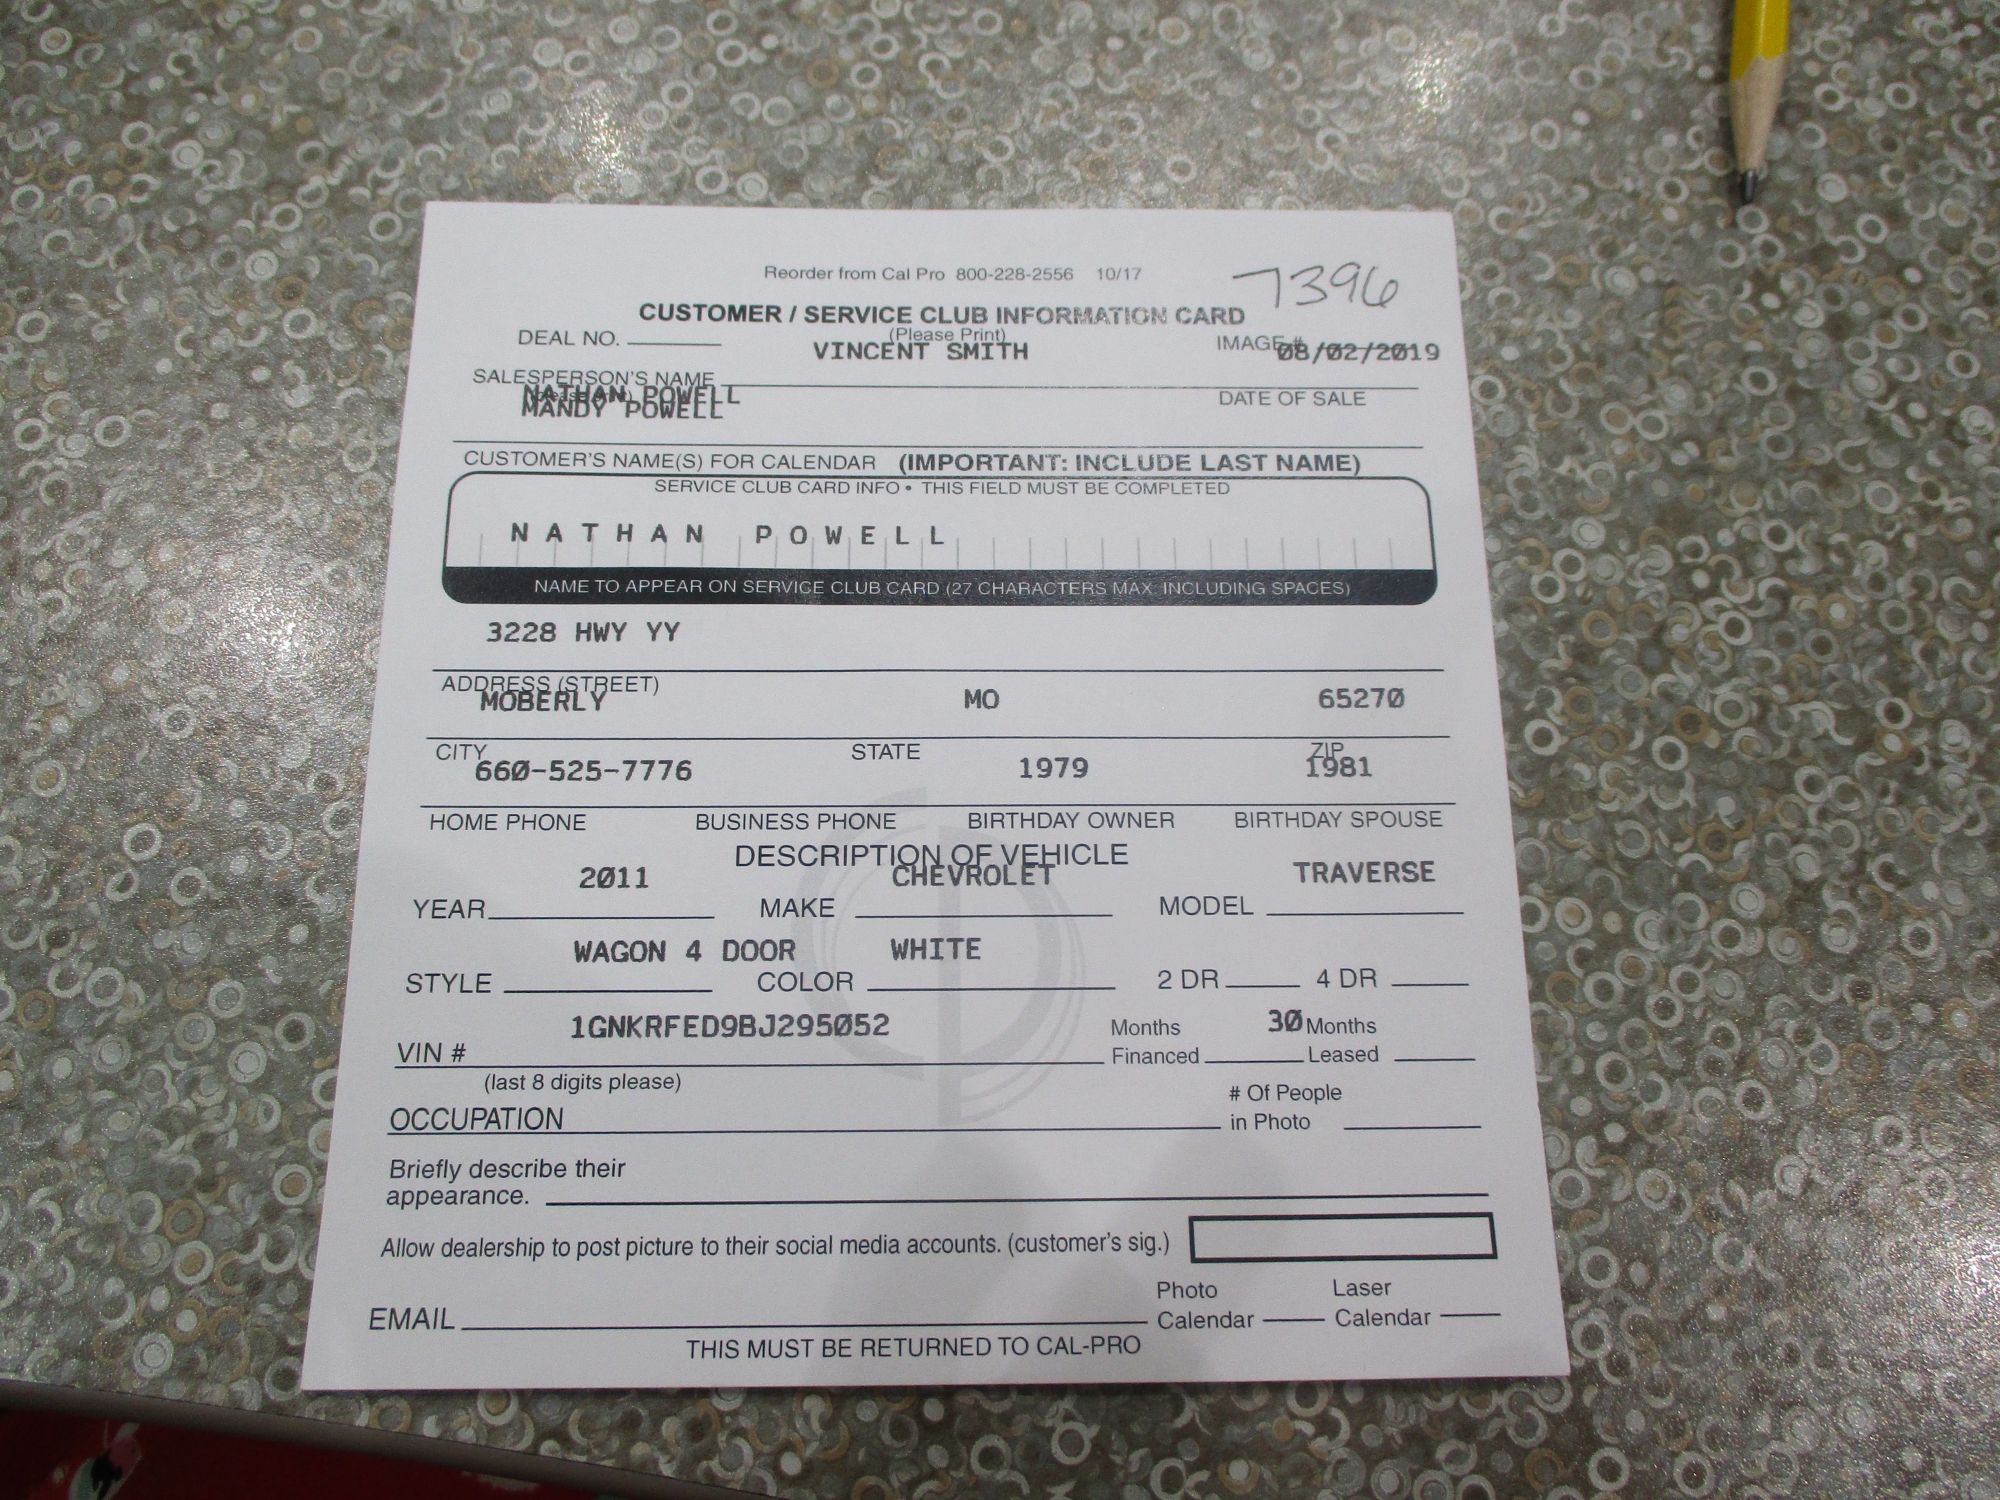 Reorder from Cal Pro 800-228-2556 10/17
7396
CUSTOMER / SERVICE CLUB INFORMATION CARD
(Please Print)
DEAL NO.
VINCENT SMITH
IMAGE #
08/02/2019
SALESPERSON'S NAME
NATHAN POWELL
MANDY POWELL
DATE OF SALE
CUSTOMER'S NAME(S) FOR CALENDAR (IMPORTANT: INCLUDE LAST NAME)
SERVICE CLUB CARD INFO • THIS FIELD MUST BE COMPLETED
NATHAN POWELL
NAME TO APPEAR ON SERVICE CLUB CARD (27 CHARACTERS MAX. INCLUDING SPACES)
3228 HWY YY
ADDRESS (STREET)
MOBERLY MO 65270
CITY STATE ZIP
660-525-7776 1979 1981
HOME PHONE BUSINESS PHONE BIRTHDAY OWNER BIRTHDAY SPOUSE
DESCRIPTION OF VEHICLE
2011 CHEVROLET TRAVERSE
YEAR MAKE MODEL
WAGON 4 DOOR WHITE
STYLE COLOR 2 DR 4 DR
1GNKRFED9BJ295052
VIN #
Months Financed 30 Months Leased
(last 8 digits please)
OCCUPATION
# Of People in Photo
Briefly describe their
appearance.
Allow dealership to post picture to their social media accounts. (customer's sig.)
EMAIL
Photo Calendar Laser Calendar
THIS MUST BE RETURNED TO CAL-PRO